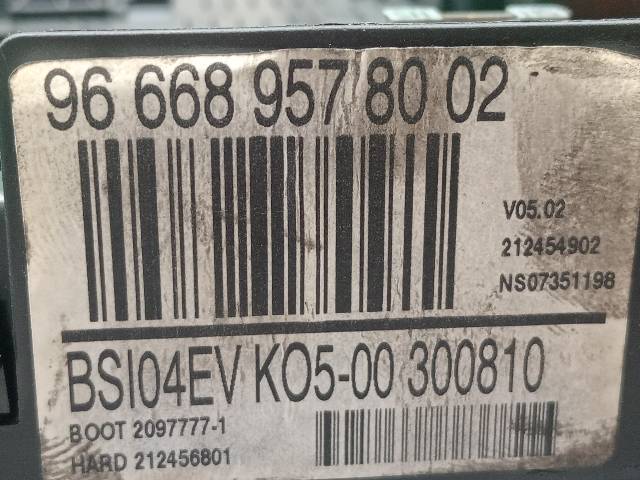 96 668 957 80 02
V05.02
212454902
NS07351198
BSI04EV KO5-00 300810
BOOT 2097777-1
HARD 212456801